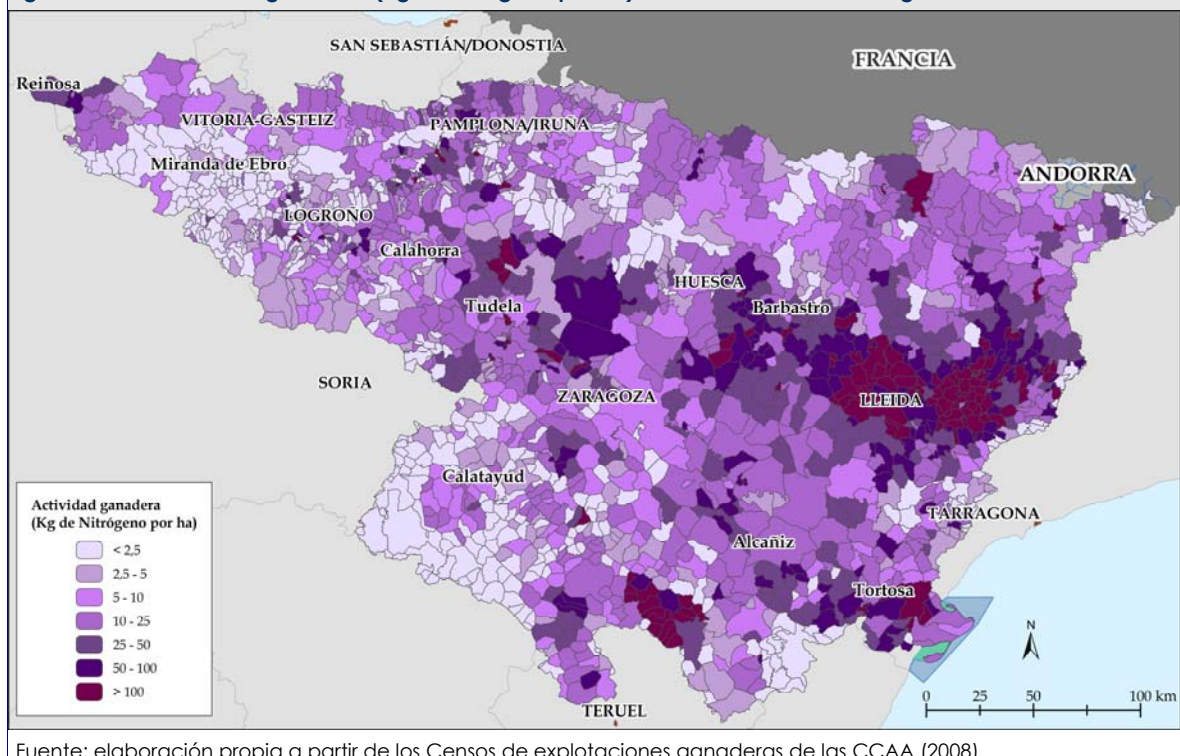 SAN SEBASTIÁN/DONOSTIA
FRANCIA
Reinosa
VITORIA-GASTEIZ
PAMPLONA/IRUÑA
Miranda de Ebro
ANDORRA
LOGROÑO
Calahorra
HUESCA
Tudela
Barbastro
SORIA
ZARAGOZA
LLEIDA
Calatayud
TARRAGONA
Alcañiz
Tortosa
TERUEL
Actividad ganadera
(Kg de Nitrógeno por ha)
< 2,5
2,5 - 5
5 - 10
10 - 25
25 - 50
50 - 100
> 100
N
0 25 50 100 km
Fuente: elaboración propia a partir de los Censos de explotaciones ganaderas de las CCAA (2008)